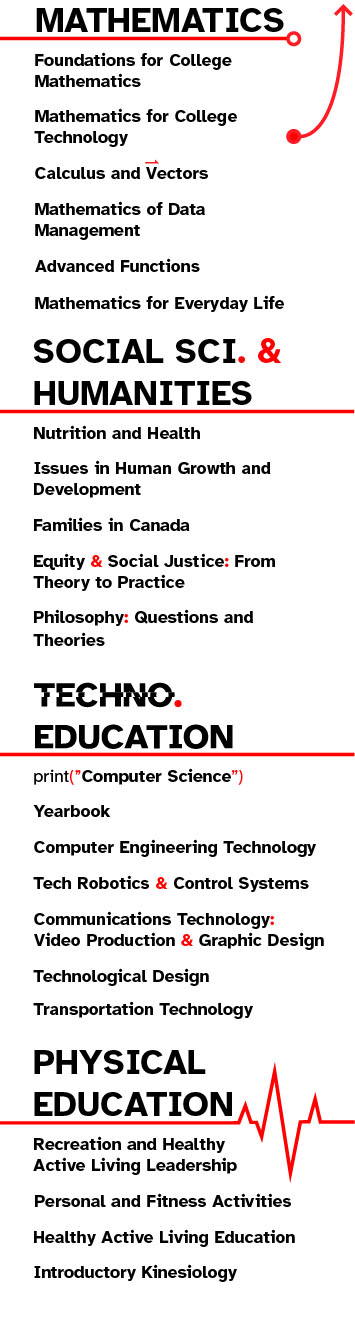 MATHEMATICS
Foundations for College
Mathematics
Mathematics for College
Technology
Calculus and Vectors
Mathematics of Data
Management
Advanced Functions
Mathematics for Everyday Life
SOCIAL SCI. &
HUMANITIES
Nutrition and Health
Issues in Human Growth and
Development
Families in Canada
Equity & Social Justice: From
Theory to Practice
Philosophy: Questions and
Theories
TECHNO.
EDUCATION
print(”Computer Science”)
Yearbook
Computer Engineering Technology
Tech Robotics & Control Systems
Communications Technology:
Video Production & Graphic Design
Technological Design
Transportation Technology
PHYSICAL
EDUCATION
Recreation and Healthy
Active Living Leadership
Personal and Fitness Activities
Healthy Active Living Education
Introductory Kinesiology